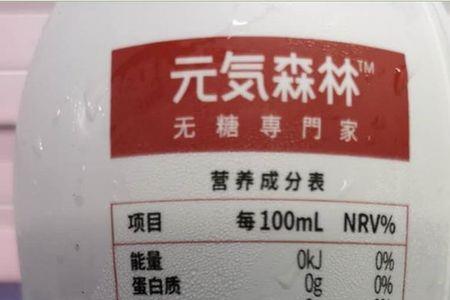 元気森林™
无糖専門家
营养成分表
项目 每100mL NRV%
能量 0kJ 0%
蛋白质 0g 0%